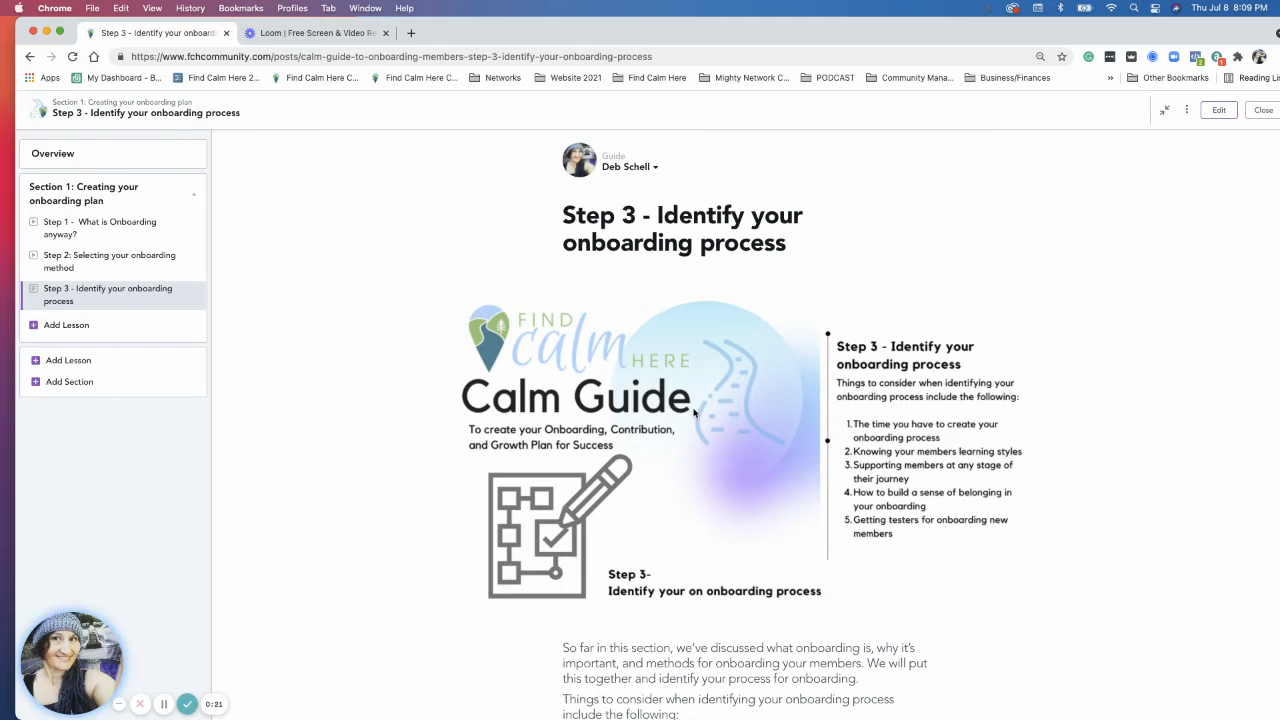 Chrome File Edit View History Bookmarks Profiles Tab Window Help Thu Jul 8 8:09 PM
Step 3 - Identify your onboardi Loom | Free Screen & Video Re
https://www.fchcommunity.com/posts/calm-guide-to-onboarding-members-step-3-identify-your-onboarding-process
Apps My Dashboard - B... Find Calm Here 2... Find Calm Here C... Find Calm Here C... Networks Website 2021 Find Calm Here Mighty Network C... PODCAST Community Mana... Business/Finances » Other Bookmarks Reading Lis
Section 1: Creating your onboarding plan
Step 3 - Identify your onboarding process
Edit
Close
Overview
Section 1: Creating your
onboarding plan
Step 1 - What is Onboarding
anyway?
Step 2: Selecting your onboarding
method
Step 3 - Identify your onboarding
process
Add Lesson
Add Lesson
Add Section
Guide
Deb Schell
Step 3 - Identify your
onboarding process
FIND
calm HERE
Calm Guide
To create your Onboarding, Contribution,
and Growth Plan for Success
Step 3-
Identify your on onboarding process
Step 3 - Identify your
onboarding process
Things to consider when identifying your
onboarding process include the following:
1. The time you have to create your
onboarding process
2. Knowing your members learning styles
3. Supporting members at any stage of
their journey
4. How to build a sense of belonging in
your onboarding
5. Getting testers for onboarding new
members
So far in this section, we've discussed what onboarding is, why it's
important, and methods for onboarding your members. We will put
this together and identify your process for onboarding.
Things to consider when identifying your onboarding process
include the following:
0:21